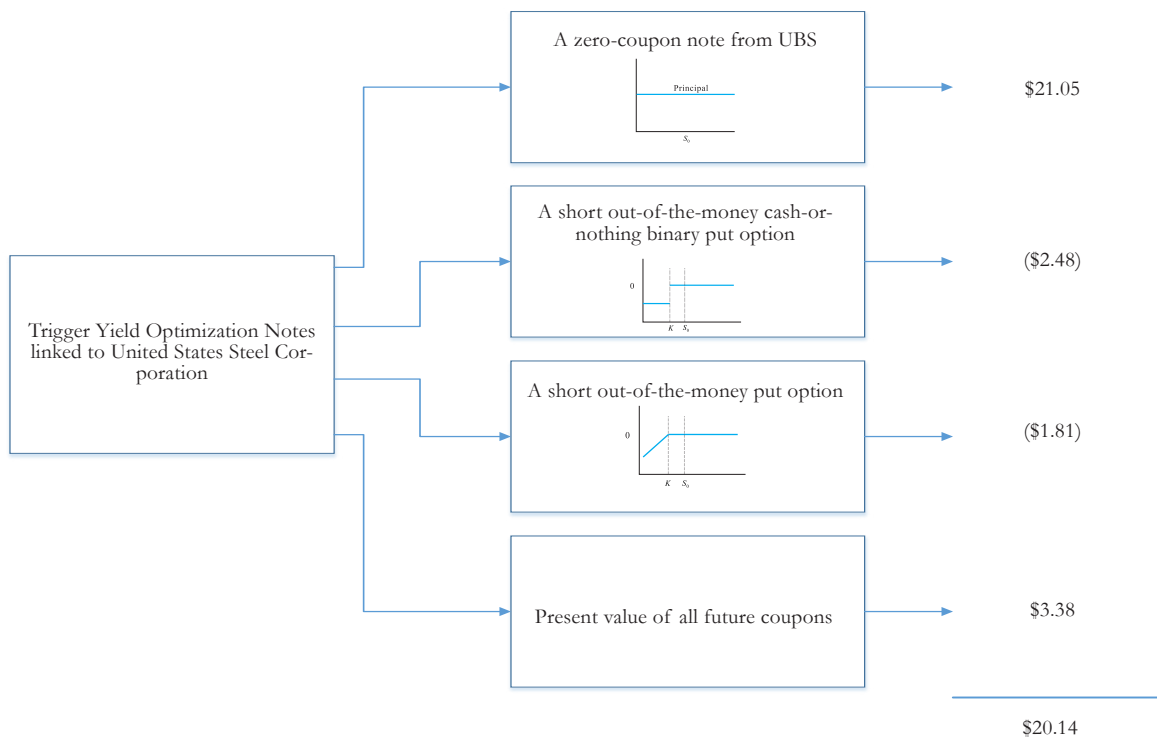 A zero-coupon note from UBS
Principal
S0
$21.05
A short out-of-the-money cash-or-
nothing binary put option
0
K
S0
($2.48)
Trigger Yield Optimization Notes
linked to United States Steel Cor-
poration
A short out-of-the-money put option
0
K
S0
($1.81)
Present value of all future coupons
$3.38
$20.14